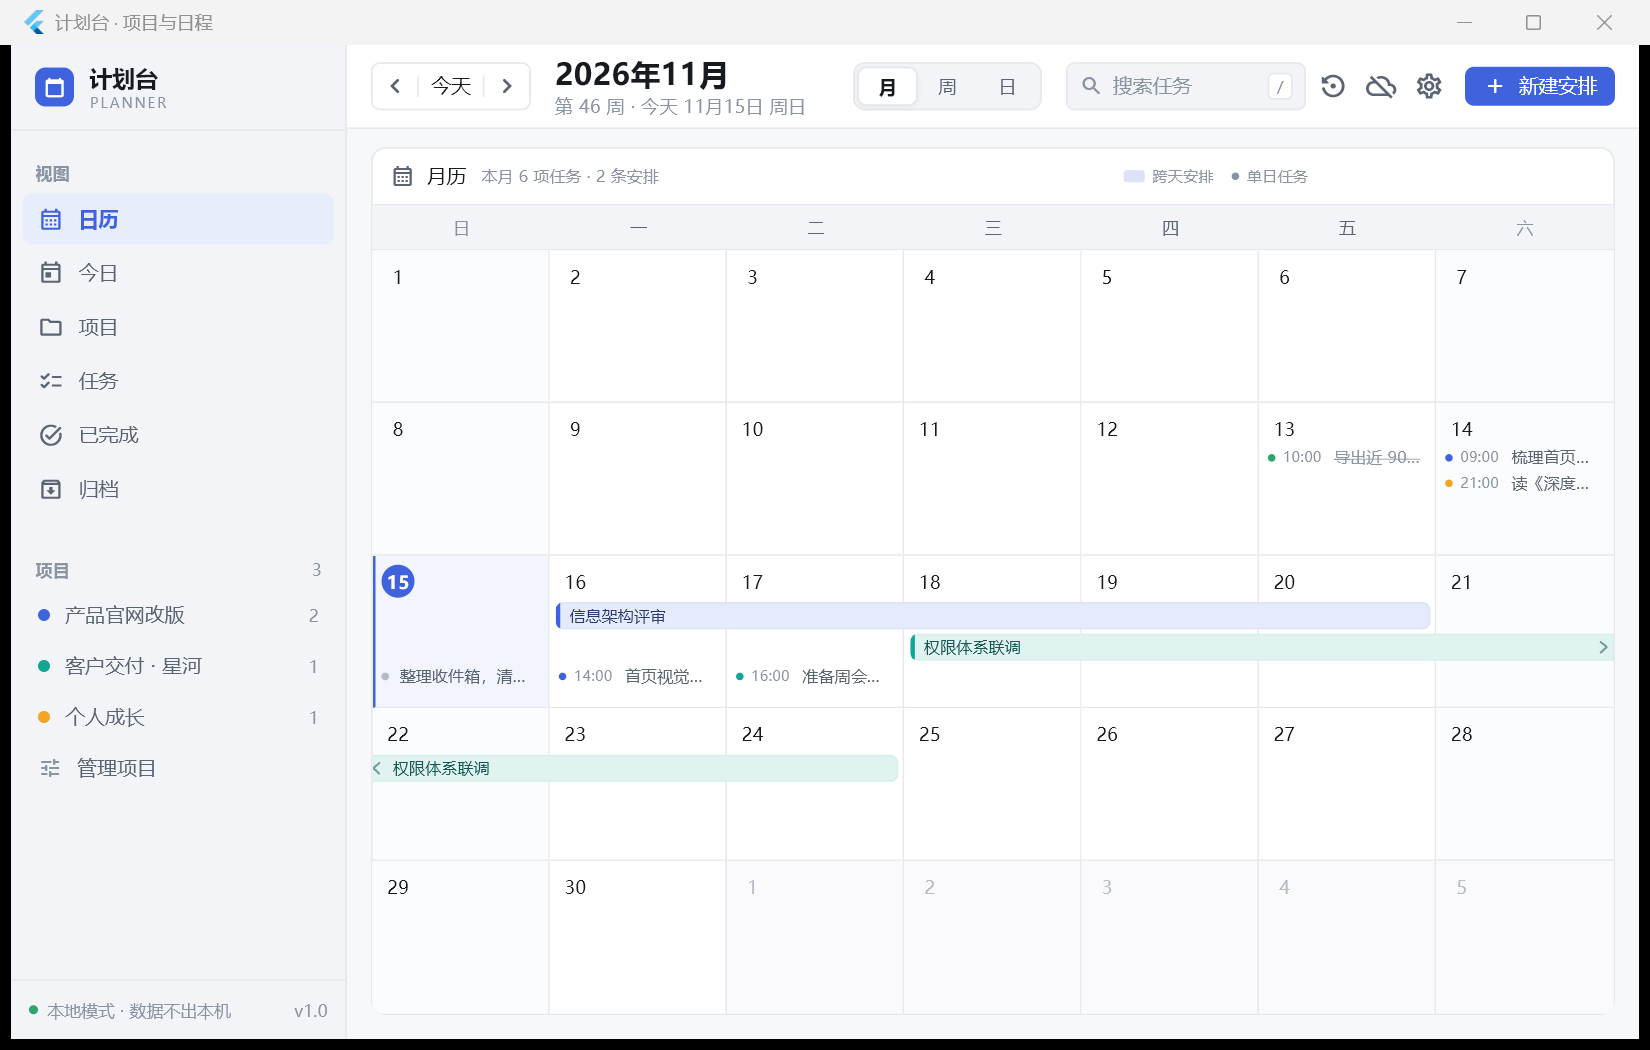 计划台 · 项目与日程
计划台
PLANNER
视图
日历
今日
项目
任务
已完成
归档
项目 3
产品官网改版 2
客户交付 · 星河 1
个人成长 1
管理项目
本地模式 · 数据不出本机 v1.0
今天
2026年11月
第 46 周 · 今天 11月15日 周日
月 周 日
搜索任务 /
新建安排
月历 本月 6 项任务 · 2 条安排
跨天安排 单日任务
日 一 二 三 四 五 六
1 2 3 4 5 6 7
8 9 10 11 12 13 14
10:00 导出近 90...
09:00 梳理首页...
21:00 读《深度...
15 16 17 18 19 20 21
信息架构评审
权限体系联调
整理收件箱，清...
14:00 首页视觉...
16:00 准备周会...
22 23 24 25 26 27 28
权限体系联调
29 30 1 2 3 4 5